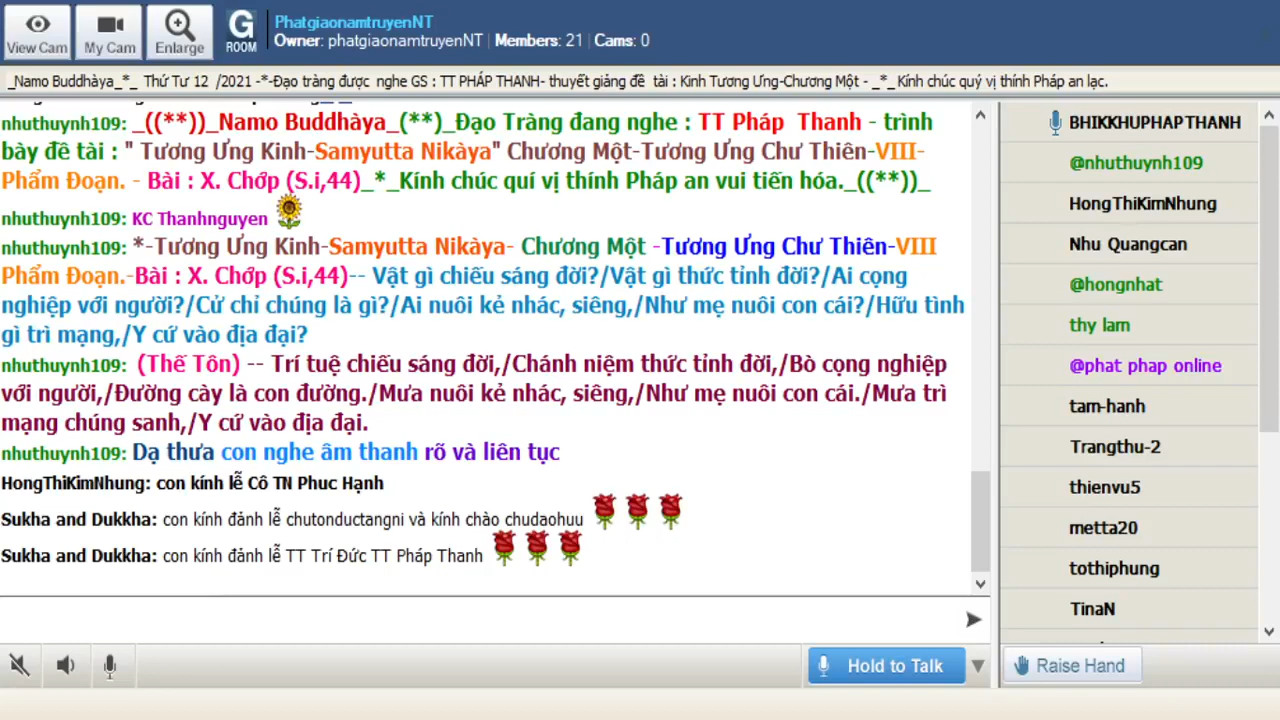 View Cam
My Cam
Enlarge
G
ROOM
PhatgiaonamtruyenNT
Owner: phatgiaonamtruyenNT | Members: 21 | Cams: 0
_Namo Buddhàya_*_ Thứ Tư 12 /2021 -*-Đạo tràng được nghe GS : TT PHÁP THANH- thuyết giảng đề tài : Kinh Tương Ưng-Chương Một - _*_ Kính chúc quý vị thính Pháp an lạc.
nhuthuynh109: _((**))_Namo Buddhàya_(**)_Đạo Tràng đang nghe : TT Pháp Thanh - trình
bày đề tài : " Tương Ưng Kinh-Samyutta Nikàya" Chương Một-Tương Ưng Chư Thiên-VIII-
Phẩm Đoạn. - Bài : X. Chớp (S.i,44)_*_Kính chúc quí vị thính Pháp an vui tiến hóa._((**))_
nhuthuynh109: KC Thanhnguyen
nhuthuynh109: *-Tương Ưng Kinh-Samyutta Nikàya- Chương Một -Tương Ưng Chư Thiên-VIII
Phẩm Đoạn.-Bài : X. Chớp (S.i,44)-- Vật gì chiếu sáng đời?/Vật gì thức tỉnh đời?/Ai cọng
nghiệp với người?/Cử chỉ chúng là gì?/Ai nuôi kẻ nhác, siêng,/Như mẹ nuôi con cái?/Hữu tình
gì trì mạng,/Y cứ vào địa đại?
nhuthuynh109: (Thế Tôn) -- Trí tuệ chiếu sáng đời,/Chánh niệm thức tỉnh đời,/Bò cọng nghiệp
với người,/Đường cày là con đường./Mưa nuôi kẻ nhác, siêng,/Như mẹ nuôi con cái./Mưa trì
mạng chúng sanh,/Y cứ vào địa đại.
nhuthuynh109: Dạ thưa con nghe âm thanh rõ và liên tục
HongThiKimNhung: con kính lễ Cô TN Phuc Hạnh
Sukha and Dukkha: con kính đảnh lễ chutonductangni và kính chào chudaohuu
Sukha and Dukkha: con kính đảnh lễ TT Trí Đức TT Pháp Thanh
BHIKKHUPHAPTHANH
@nhuthuynh109
HongThiKimNhung
Nhu Quangcan
@hongnhat
thy lam
@phat phap online
tam-hanh
Trangthu-2
thienvu5
metta20
tothiphung
TinaN
Hold to Talk
Raise Hand